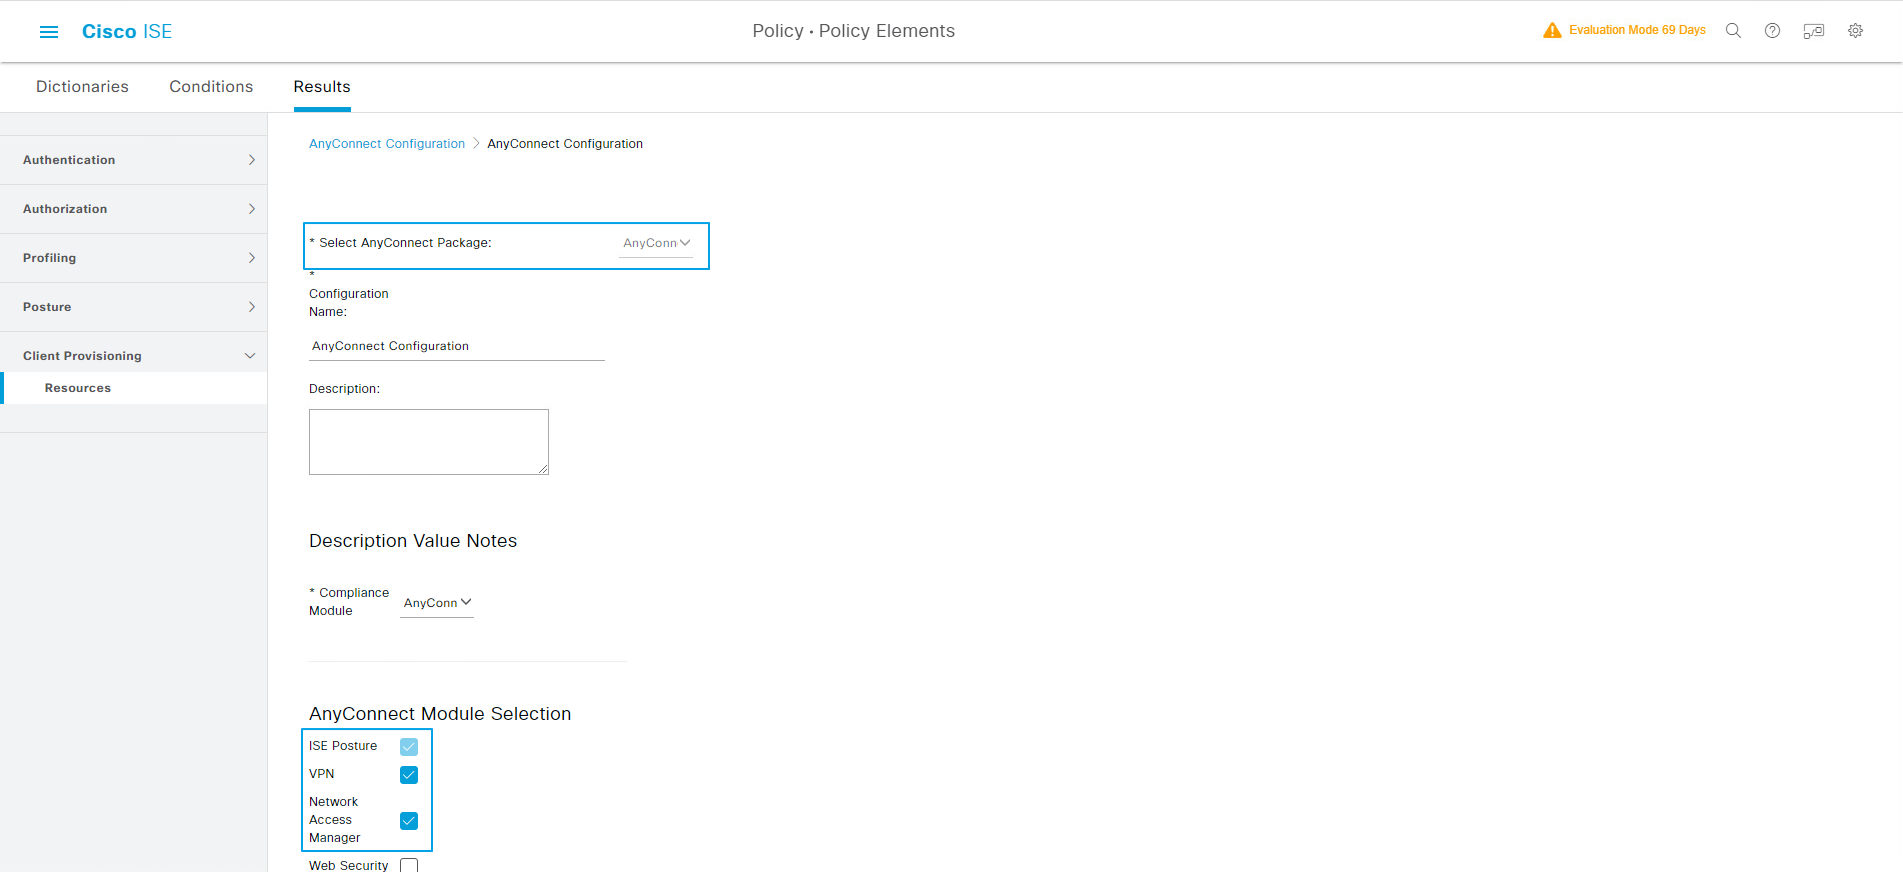 Cisco ISE
Policy · Policy Elements
Evaluation Mode 69 Days
Dictionaries
Conditions
Results
Authentication
Authorization
Profiling
Posture
Client Provisioning
Resources
AnyConnect Configuration > AnyConnect Configuration
* Select AnyConnect Package:
AnyConn
*
Configuration
Name:
AnyConnect Configuration
Description:
Description Value Notes
* Compliance
Module
AnyConn
AnyConnect Module Selection
ISE Posture
VPN
Network
Access
Manager
Web Security